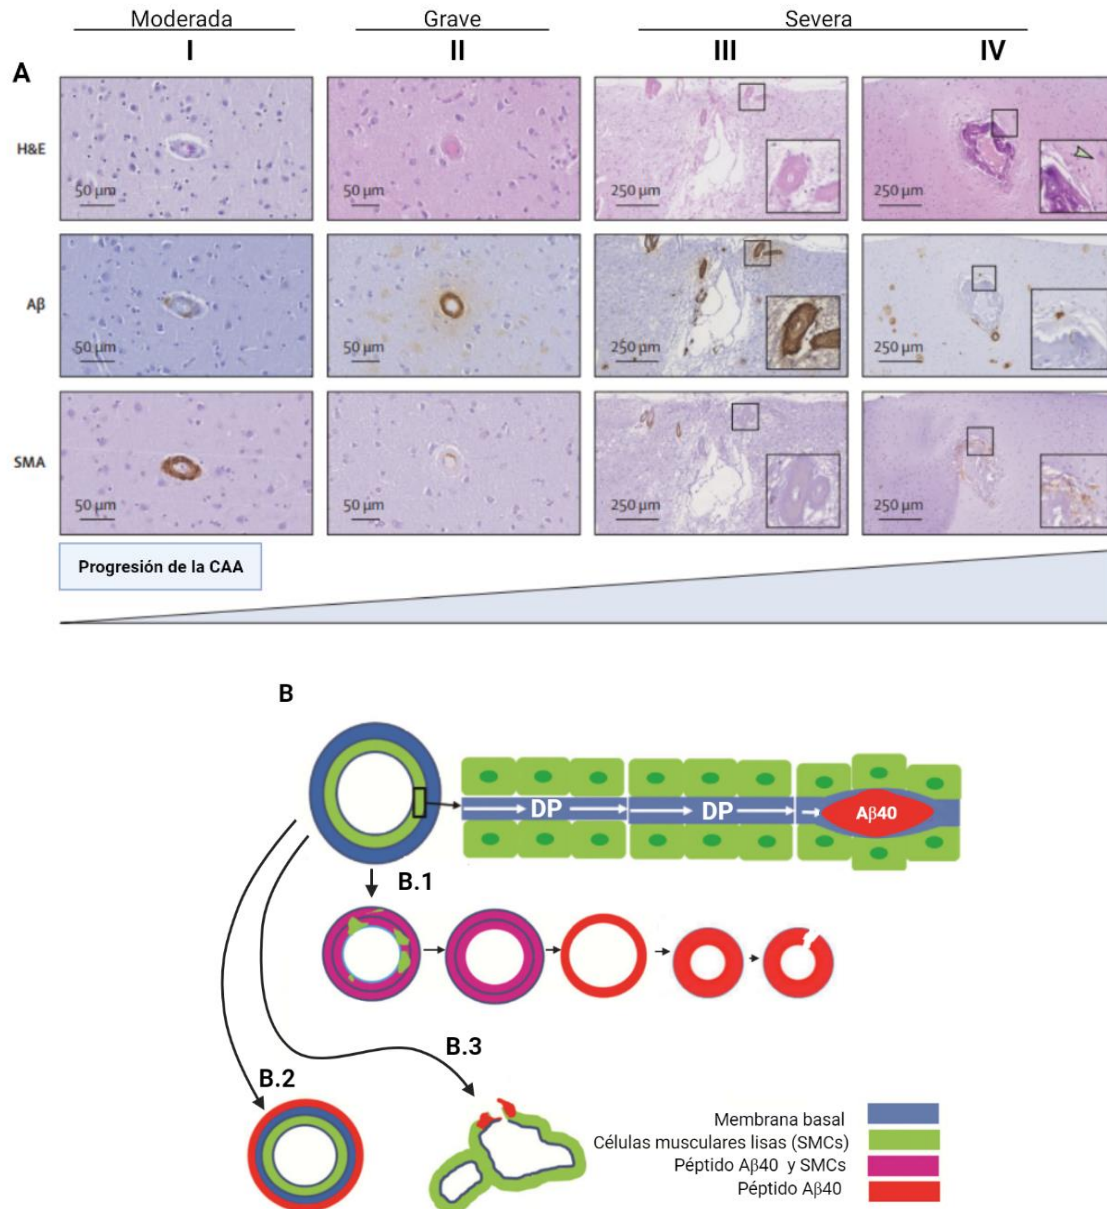 Moderada Grave Severa
I II III IV
A
H&E
50 µm 50 µm 250 µm 250 µm
Aβ
50 µm 50 µm 250 µm 250 µm
SMA
50 µm 50 µm 250 µm 250 µm
Progresión de la CAA
B
DP DP Aβ40
B.1
B.3
B.2
Membrana basal
Células musculares lisas (SMCs)
Péptido Aβ40 y SMCs
Péptido Aβ40